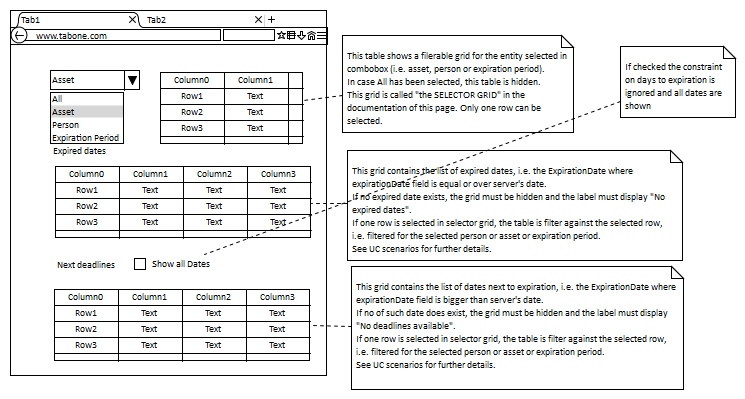 Tab1
Tab2
www.tabone.com
Asset
All
Asset
Person
Expiration Period
Column0 Column1
Row1 Text
Row2 Text
Row3 Text
Expired dates
Column0 Column1 Column2 Column3
Row1 Text Text Text
Row2 Text Text Text
Row3 Text Text Text
Next deadlines
Show all Dates
Column0 Column1 Column2 Column3
Row1 Text Text Text
Row2 Text Text Text
Row3 Text Text Text
This table shows a filerable grid for the entity selected in
combobox (i.e. asset, person or expiration period).
In case All has been selected, this table is hidden.
This grid is called "the SELECTOR GRID" in the
documentation of this page. Only one row can be
selected.
If checked the constraint
on days to expiration is
ignored and all dates are
shown
This grid contains the list of expired dates, i.e. the ExpirationDate where
expirationDate field is equal or over server's date.
If no expired date exists, the grid must be hidden and the label must display "No
expired dates".
If one row is selected in selector grid, the table is filter against the selected row,
i.e. filtered for the selected person or asset or expiration period.
See UC scenarios for further details.
This grid contains the list of dates next to expiration, i.e. the ExpirationDate where
expirationDate field is bigger than server's date.
If no of such date does exist, the grid must be hidden and the label must display
"No deadlines available".
If one row is selected in selector grid, the table is filter against the selected row,
i.e. filtered for the selected person or asset or expiration period.
See UC scenarios for further details.